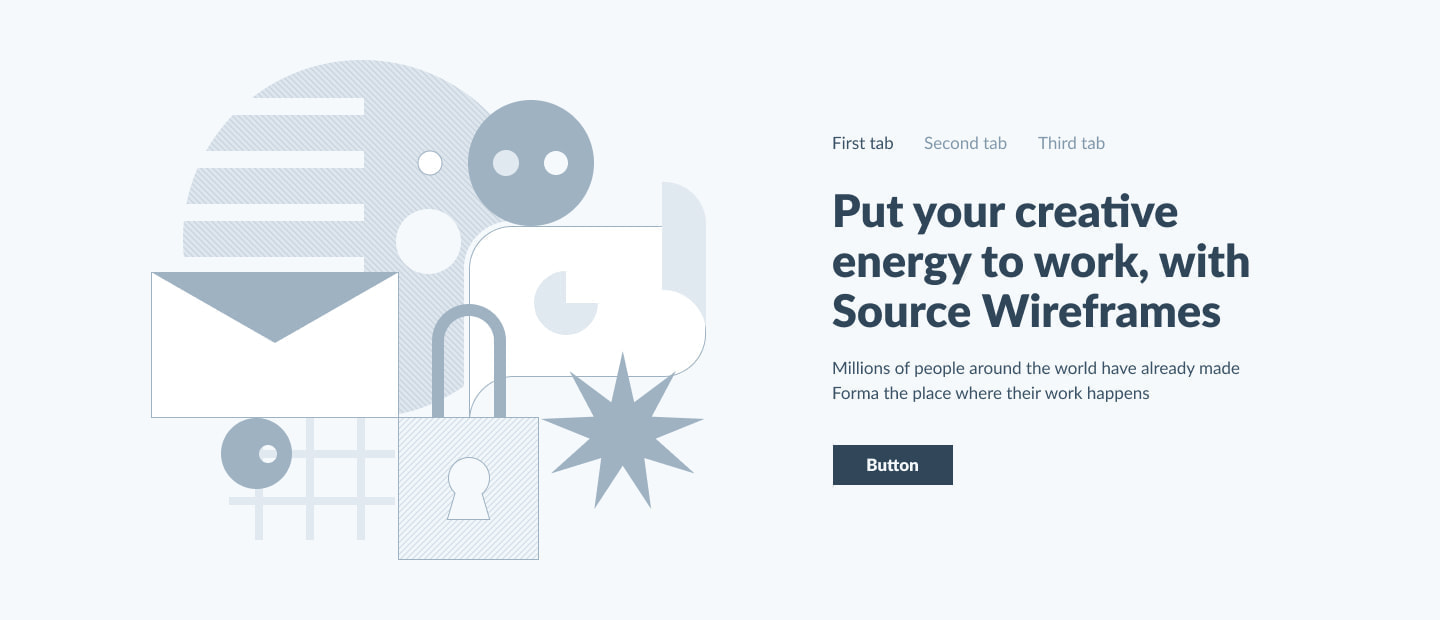 First tab Second tab Third tab
Put your creative
energy to work, with
Source Wireframes
Millions of people around the world have already made
Forma the place where their work happens
Button